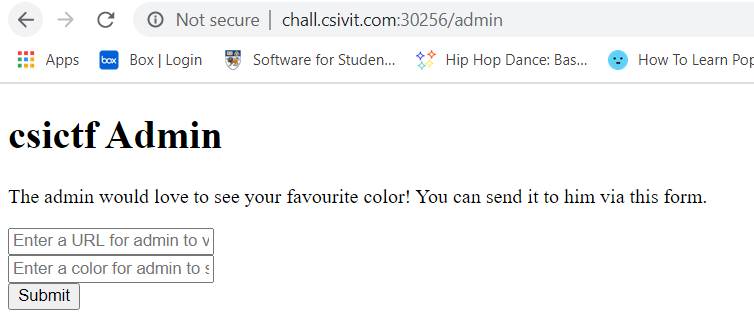 Not secure | chall.csivit.com:30256/admin
Apps box Box | Login Software for Studen... Hip Hop Dance: Bas... How To Learn Pop
csictf Admin
The admin would love to see your favourite color! You can send it to him via this form.
Enter a URL for admin to v
Enter a color for admin to s
Submit